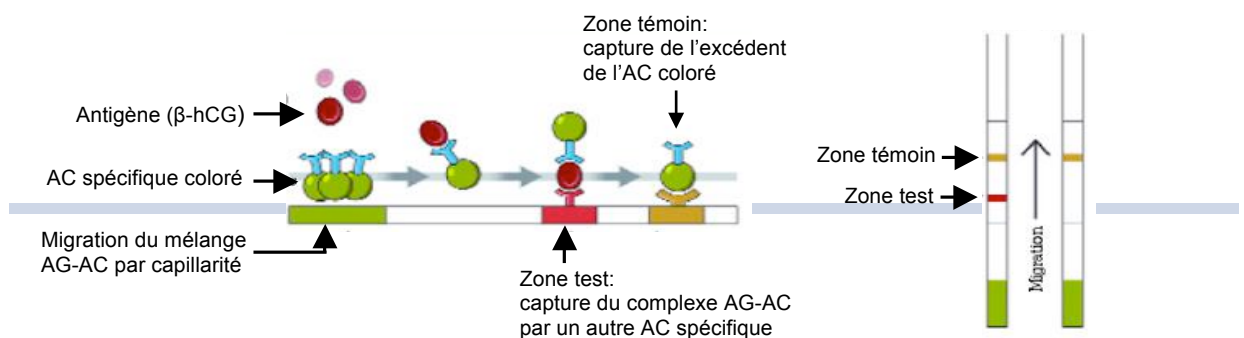 Zone témoin:
capture de l'excédent
de l'AC coloré
Antigène (β-hCG)
AC spécifique coloré
Migration du mélange
AG-AC par capillarité
Zone test:
capture du complexe AG-AC
par un autre AC spécifique
Zone témoin
Zone test
Migration